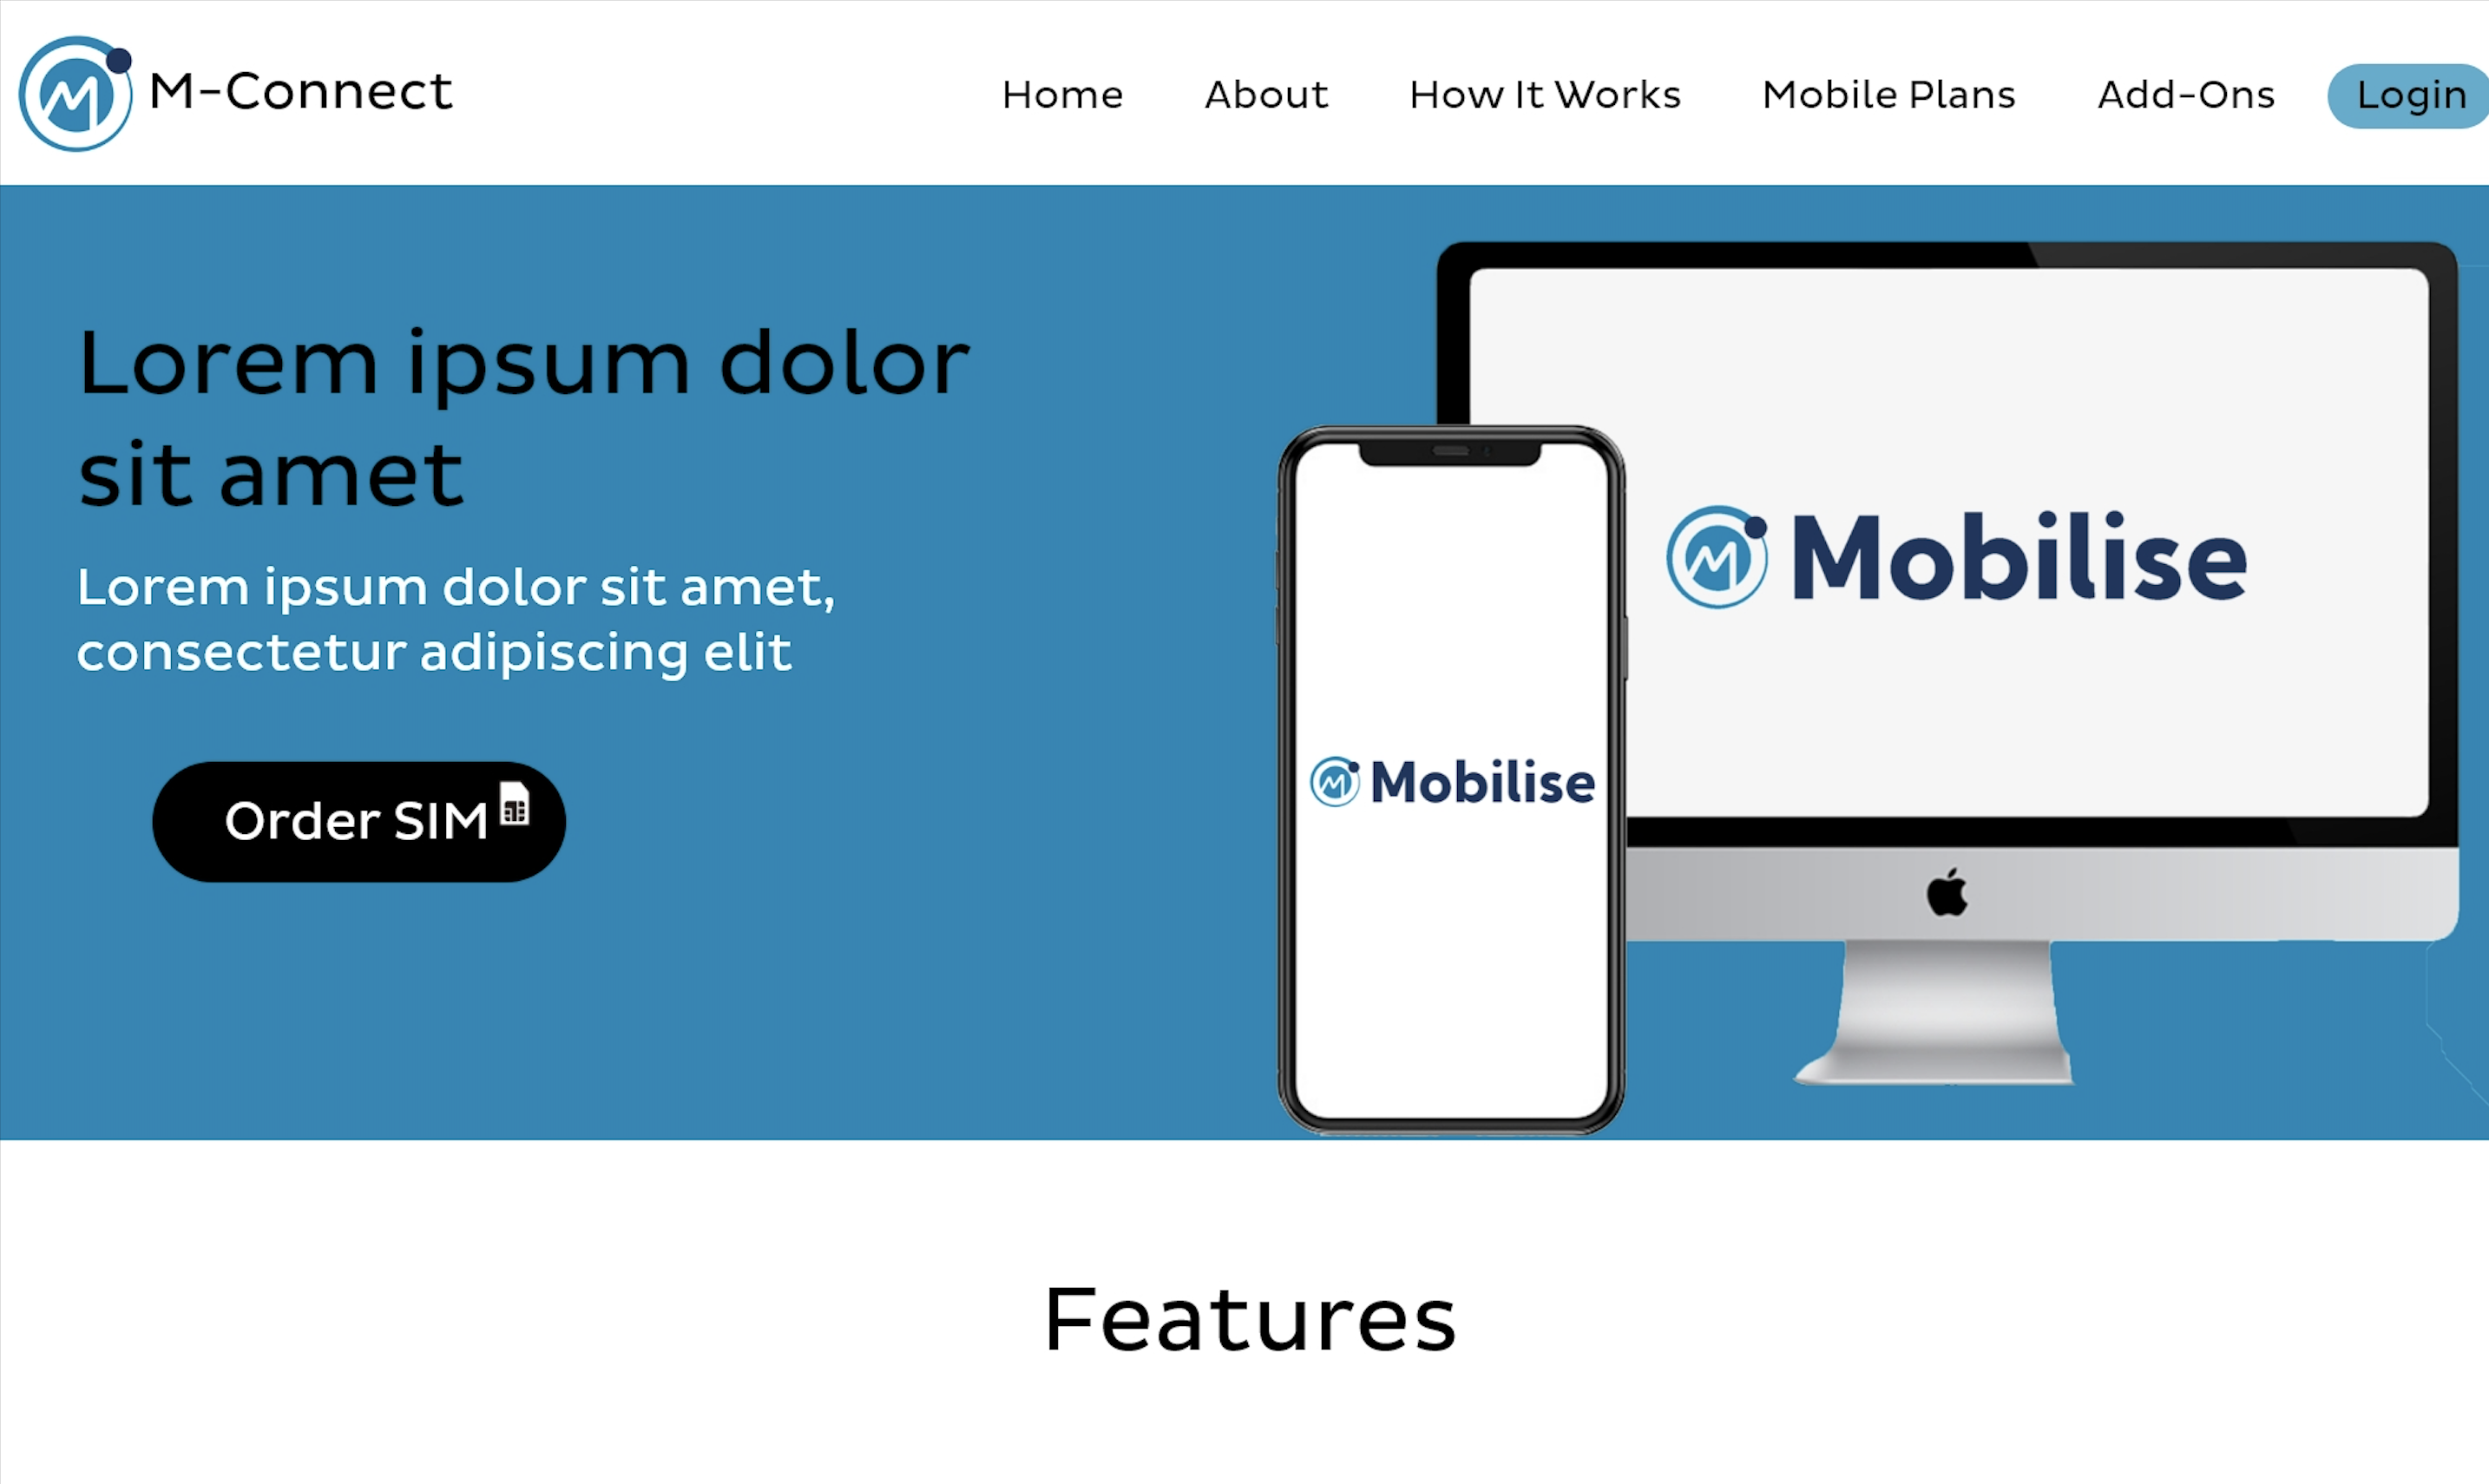 M-Connect
Home About How It Works Mobile Plans Add-Ons Login
Lorem ipsum dolor
sit amet
Lorem ipsum dolor sit amet,
consectetur adipiscing elit
Order SIM
Mobilise
Mobilise
Features